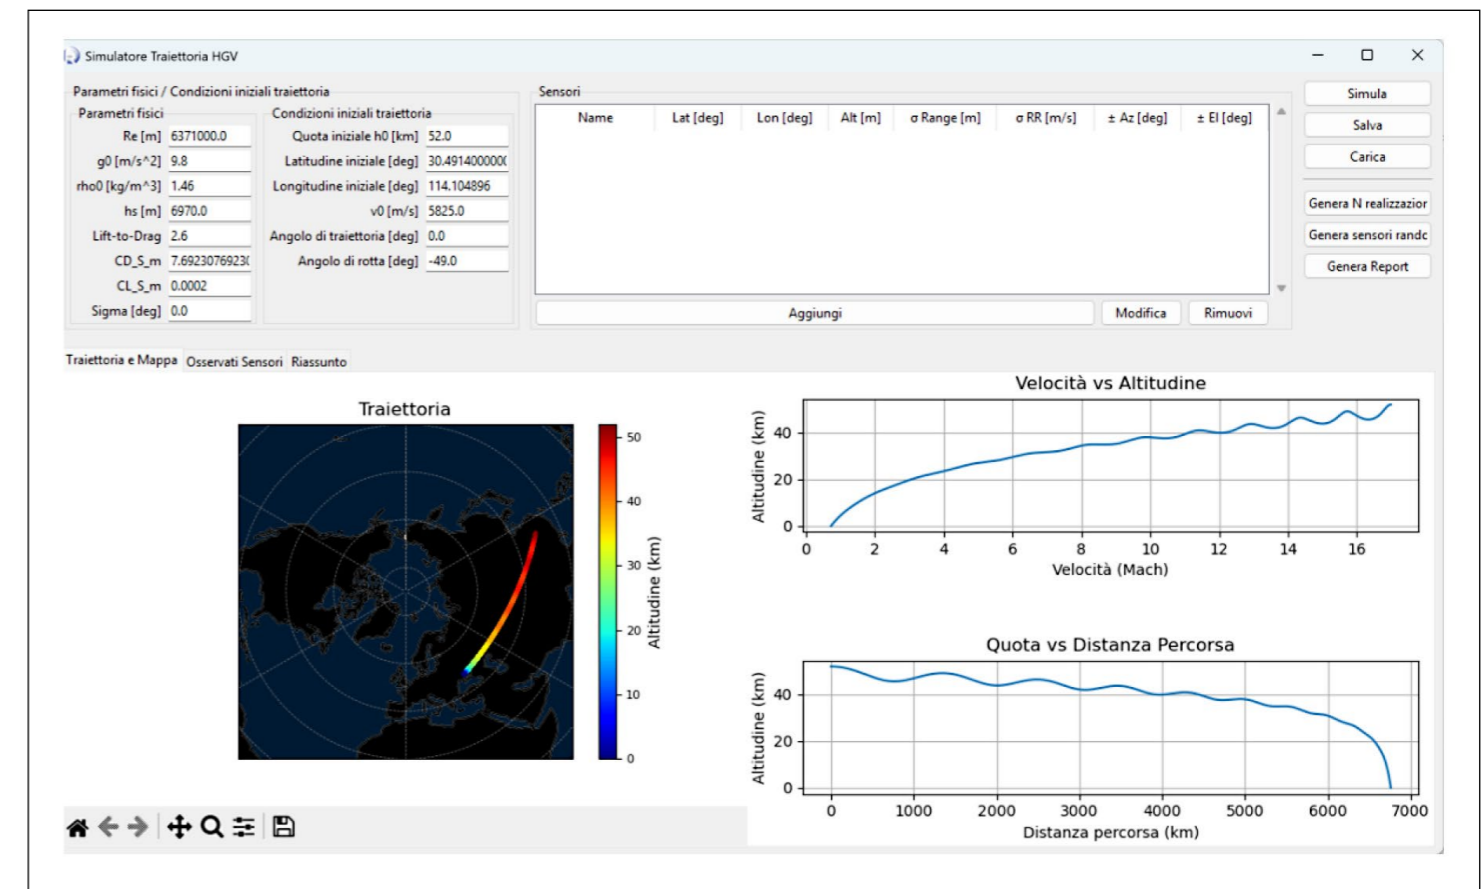 Simulatore Traiettoria HGV
Parametri fisici / Condizioni iniziali traiettoria
Parametri fisici
Re [m] 6371000.0
g0 [m/s^2] 9.8
rho0 [kg/m^3] 1.46
hs [m] 6970.0
Lift-to-Drag 2.6
CD_S_m 7.6923076923(
CL_S_m 0.0002
Sigma [deg] 0.0
Condizioni iniziali traiettoria
Quota iniziale h0 [km] 52.0
Latitudine iniziale [deg] 30.4914000000
Longitudine iniziale [deg] 114.104896
v0 [m/s] 5825.0
Angolo di traiettoria [deg] 0.0
Angolo di rotta [deg] -49.0
Sensori
Name Lat [deg] Lon [deg] Alt [m] σ Range [m] σ RR [m/s] ± Az [deg] ± El [deg]
Aggiungi Modifica Rimuovi
Simula
Salva
Carica
Genera N realizzazior
Genera sensori randc
Genera Report
Traiettoria e Mappa Osservati Sensori Riassunto
Traiettoria
50
40
30
20
10
0
Altitudine (km)
Velocità vs Altitudine
Altitudine (km)
40
20
0
0 2 4 6 8 10 12 14 16
Velocità (Mach)
Quota vs Distanza Percorsa
Altitudine (km)
40
20
0
0 1000 2000 3000 4000 5000 6000 7000
Distanza percorsa (km)